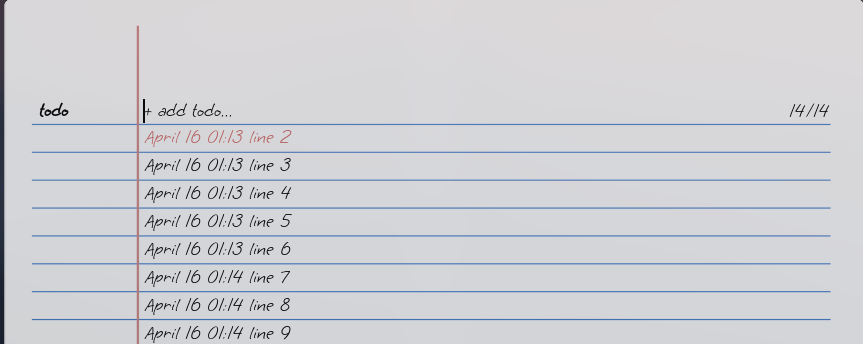 todo + add todo... 14/14
April 16 01:13 line 2
April 16 01:13 line 3
April 16 01:13 line 4
April 16 01:13 line 5
April 16 01:13 line 6
April 16 01:14 line 7
April 16 01:14 line 8
April 16 01:14 line 9